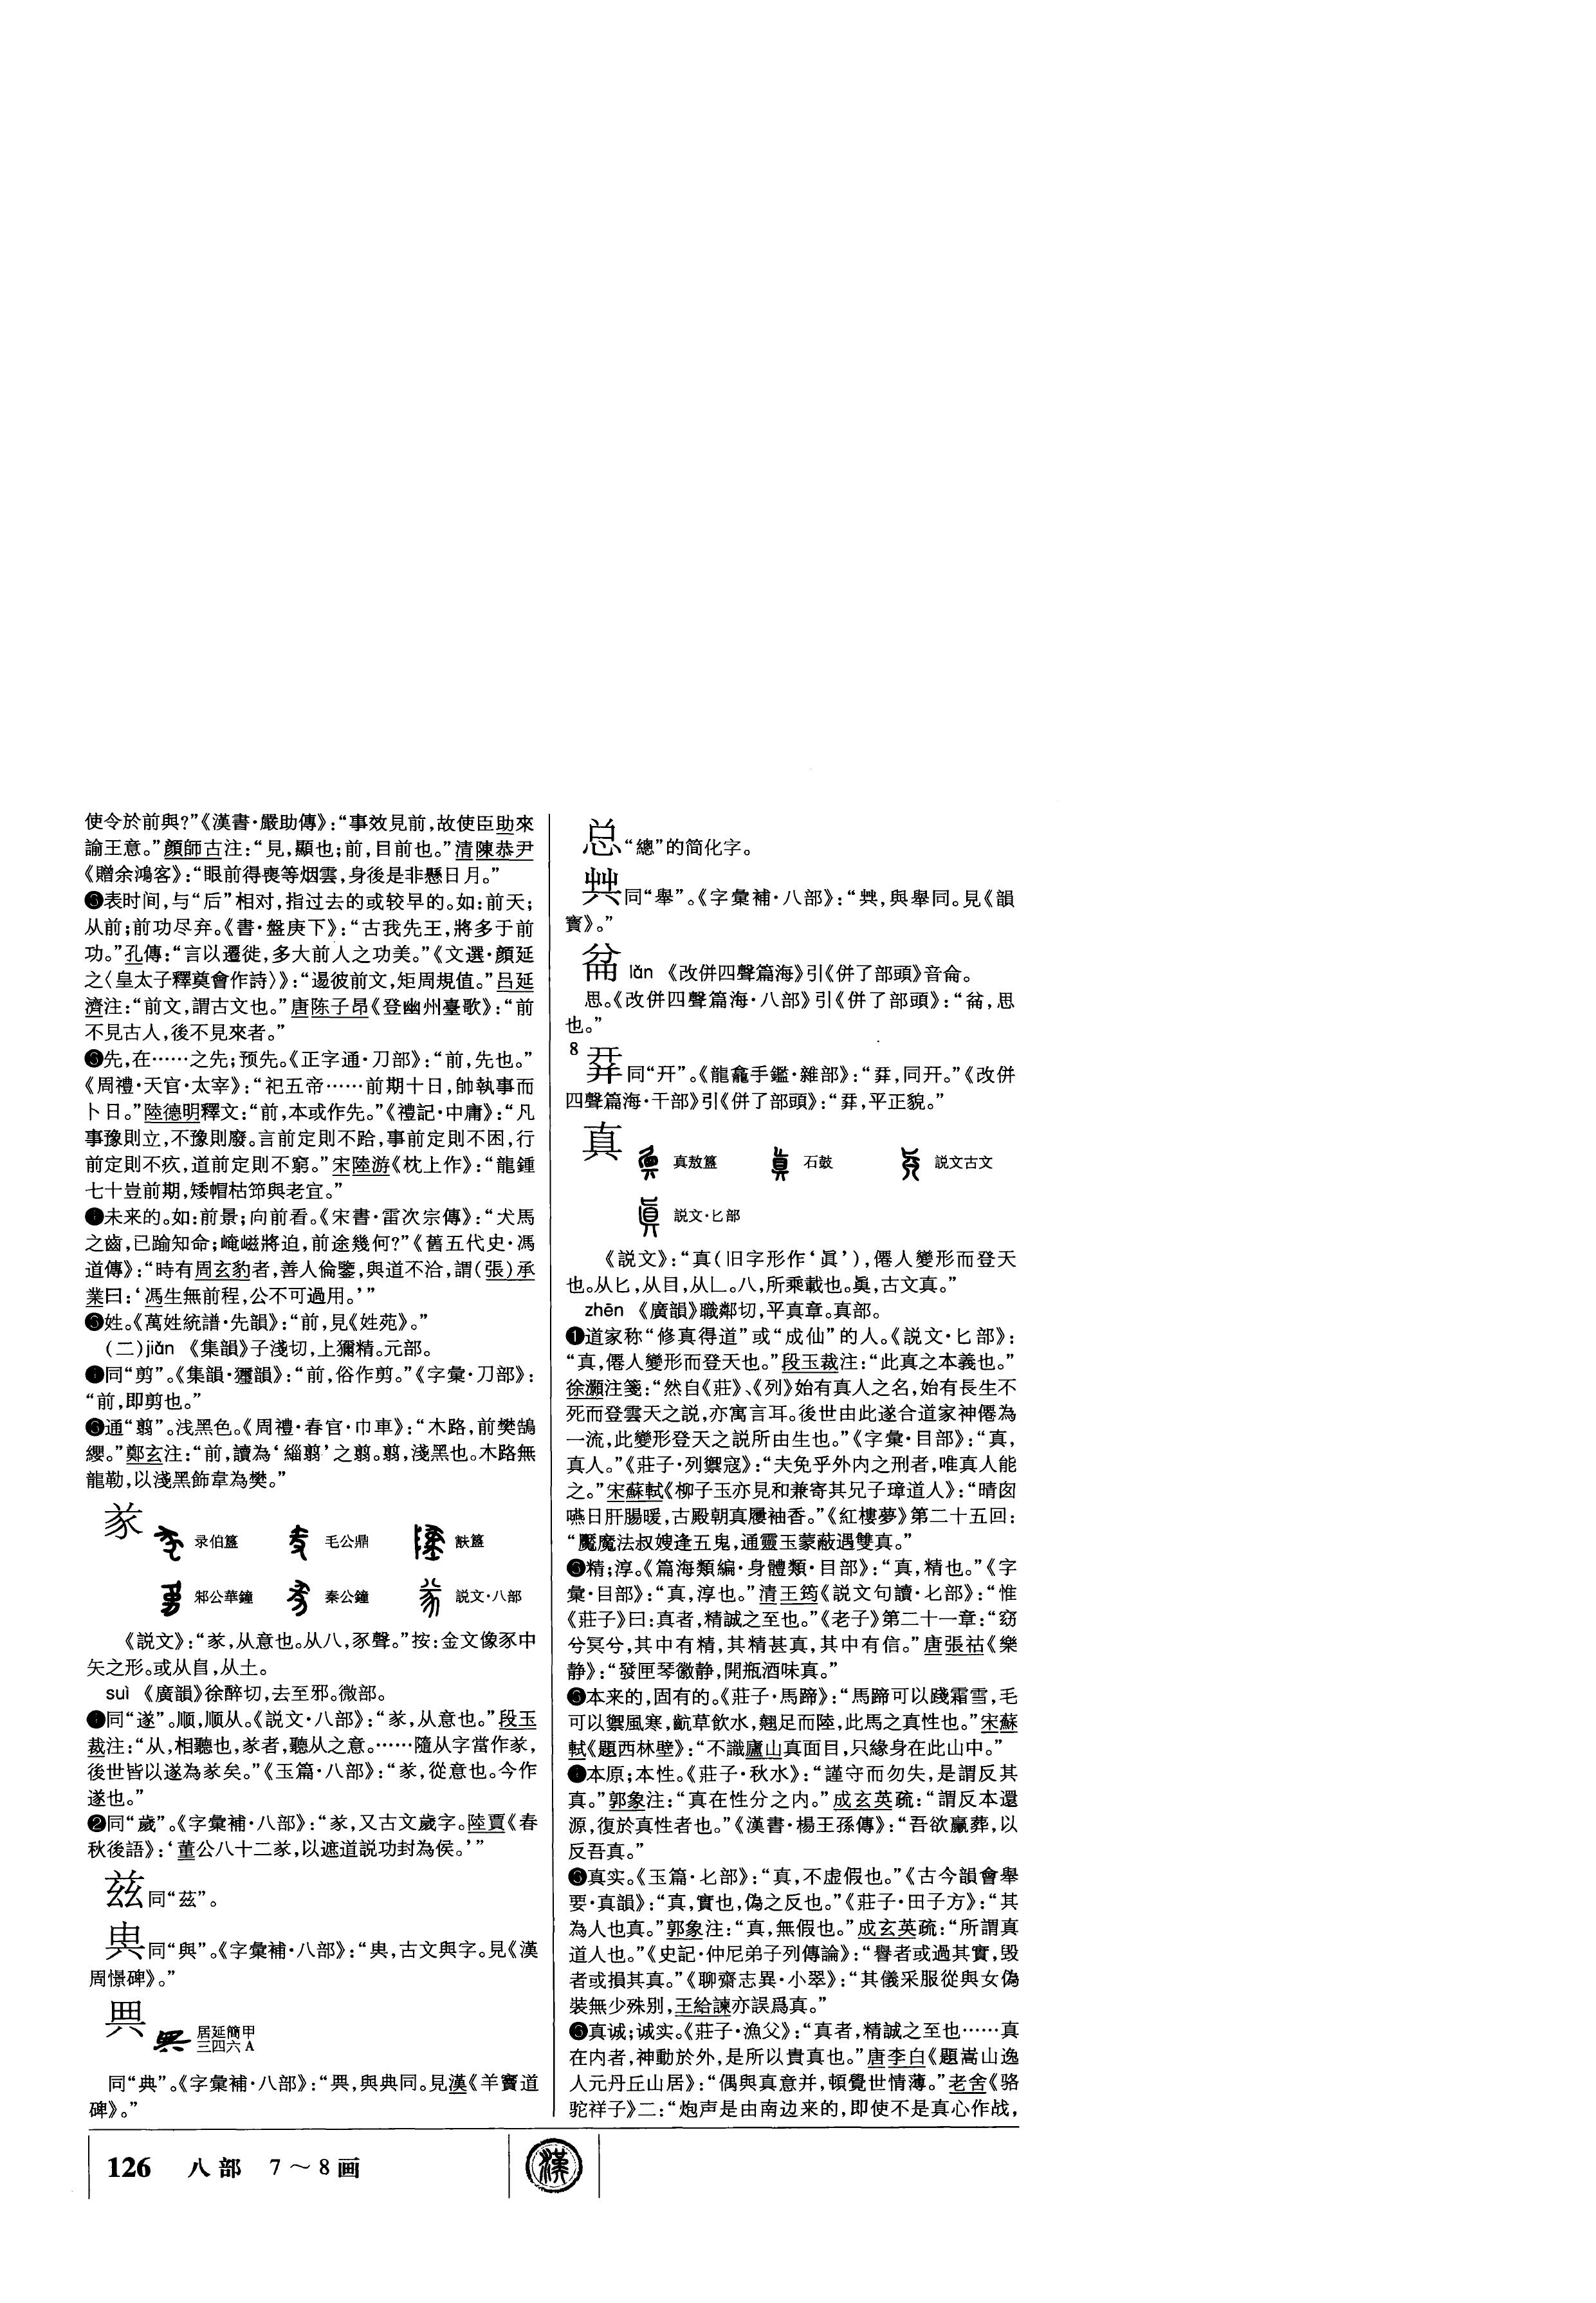 使令於前與?”《漢書·嚴助傳》:“事效見前,故使臣助來
諭王意。”顔師古注:“見,顯也;前,目前也。”清陳恭尹
《贈余鴻客》:“眼前得喪等烟雲,身後是非懸日月。”
表时间,与“后”相对,指过去的或较早的。如:前天;
从前;前功尽弃。《書·盤庚下》:“古我先王,將多于前
功。”孔傳:“言以遷徙,多大前人之功美。”《文選·顔延
之〈皇太子釋奠會作詩〉》:“遏彼前文,矩周規值。”吕延
濟注:“前文,謂古文也。”唐陈子昂《登幽州臺歌》:“前
不見古人,後不見來者。”
先,在……之先;预先。《正字通·刀部》:“前,先也。”
《周禮·天官·太宰》:“祀五帝……前期十日,帥執事而
卜日。”陸德明釋文:“前,本或作先。”《禮記·中庸》:“凡
事豫則立,不豫則廢。言前定則不跲,事前定則不困,行
前定則不疚,道前定則不窮。”宋陸游《枕上作》:“龍鍾
七十豈前期,矮帽枯笻與老宜。”
未来的。如:前景;向前看。《宋書·雷次宗傳》:“犬馬
之齒,已踰知命;崦嵫將迫,前途幾何?”《舊五代史·馮
道傳》:“時有周玄豹者,善人倫鑒,與道不洽,謂(張)承
業曰:‘馮生無前程,公不可過用。’”
姓。《萬姓統譜·先韻》:“前,見《姓苑》。”
(二)jiǎn 《集韻》子淺切,上獮精。元部。
同“剪”。《集韻·獮韻》:“前,俗作剪。”《字彙·刀部》:
“前,即剪也。”
通“翦”。浅黑色。《周禮·春官·巾車》:“木路,前樊鵠
纓。”鄭玄注:“前,讀為‘緇翦’之翦。翦,淺黑也。木路無
龍勒,以淺黑飾韋為樊。”
㒸 录伯簋 毛公鼎 㝬簋
邾公華鐘 秦公鐘 説文·八部
《説文》:“㒸,从意也。从八,豕聲。”按:金文像豕中
矢之形。或从自,从土。
suì 《廣韻》徐醉切,去至邪。微部。
同“遂”。顺,顺从。《説文·八部》:“㒸,从意也。”段玉
裁注:“从,相聽也,㒸者,聽从之意。……隨从字當作㒸,
後世皆以遂為㒸矣。”《玉篇·八部》:“㒸,從意也。今作
遂也。”
❷同“歲”。《字彙補·八部》:“㒸,又古文歲字。陸賈《春
秋後語》:‘董公八十二㒸,以遮道説功封為侯。’”
兹同“茲”。
同“與”。《字彙補·八部》:“,古文與字。見《漢
周憬碑》。”
居延簡甲
三四六A
同“典”。《字彙補·八部》:“,與典同。見漢《羊竇道
碑》。”
总“總”的简化字。
同“舉”。《字彙補·八部》:“,與舉同。見《韻
寳》。”
lǎn 《改併四聲篇海》引《併了部頭》音侖。
思。《改併四聲篇海·八部》引《併了部頭》:“,思
也。”
8
同“幵”。《龍龕手鑑·雜部》:“,同幵。”《改併
四聲篇海·干部》引《併了部頭》:“,平正貌。”
真 真敖簋 石鼓 説文古文
説文·匕部
《説文》:“真(旧字形作‘眞’),僊人變形而登天
也。从匕,从目,从乚。八,所乘載也。,古文真。”
zhēn 《廣韻》職鄰切,平真章。真部。
❶道家称“修真得道”或“成仙”的人。《説文·匕部》:
“真,僊人變形而登天也。”段玉裁注:“此真之本義也。”
徐灝注箋:“然自《莊》、《列》始有真人之名,始有長生不
死而登雲天之説,亦寓言耳。後世由此遂合道家神僊為
一流,此變形登天之説所由生也。”《字彙·目部》:“真,
真人。”《莊子·列禦寇》:“夫免乎外内之刑者,唯真人能
之。”宋蘇軾《柳子玉亦見和兼寄其兄子璋道人》:“晴囱
嚥日肝腸暖,古殿朝真屨袖香。”《紅樓夢》第二十五回:
“魘魔法叔嫂逢五鬼,通靈玉蒙蔽遇雙真。”
精;淳。《篇海類編·身體類·目部》:“真,精也。”《字
彙·目部》:“真,淳也。”清王筠《説文句讀·匕部》:“惟
《莊子》曰:真者,精誠之至也。”《老子》第二十一章:“窈
兮冥兮,其中有精,其精甚真,其中有信。”唐張祜《樂
静》:“發匣琴徽静,開瓶酒味真。”
本来的,固有的。《莊子·馬蹄》:“馬蹄可以踐霜雪,毛
可以禦風寒,齕草飲水,翹足而陸,此馬之真性也。”宋蘇
軾《題西林壁》:“不識廬山真面目,只緣身在此山中。”
本原;本性。《莊子·秋水》:“謹守而勿失,是謂反其
真。”郭象注:“真在性分之内。”成玄英疏:“謂反本還
源,復於真性者也。”《漢書·楊王孫傳》:“吾欲臝葬,以
反吾真。”
真实。《玉篇·匕部》:“真,不虚假也。”《古今韻會舉
要·真韻》:“真,實也,偽之反也。”《莊子·田子方》:“其
為人也真。”郭象注:“真,無假也。”成玄英疏:“所謂真
道人也。”《史記·仲尼弟子列傳論》:“譽者或過其實,毁
者或損其真。”《聊齋志異·小翠》:“其儀采服從與女偽
裝無少殊别,王給諫亦誤爲真。”
真诚;诚实。《莊子·漁父》:“真者,精誠之至也……真
在内者,神動於外,是所以貴真也。”唐李白《題嵩山逸
人元丹丘山居》:“偶與真意并,頓覺世情薄。”老舍《骆
驼祥子》二:“炮声是由南边来的,即使不是真心作战,
126 八部 7～8画
漢